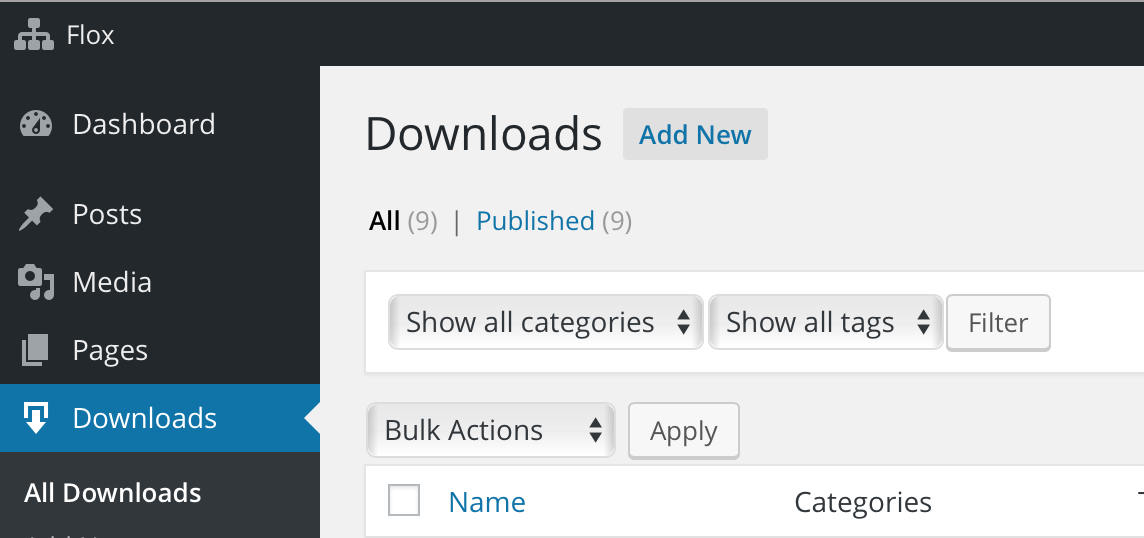 Flox
Dashboard
Posts
Media
Pages
Downloads
All Downloads
Downloads Add New
All (9) | Published (9)
Show all categories Show all tags Filter
Bulk Actions Apply
Name Categories